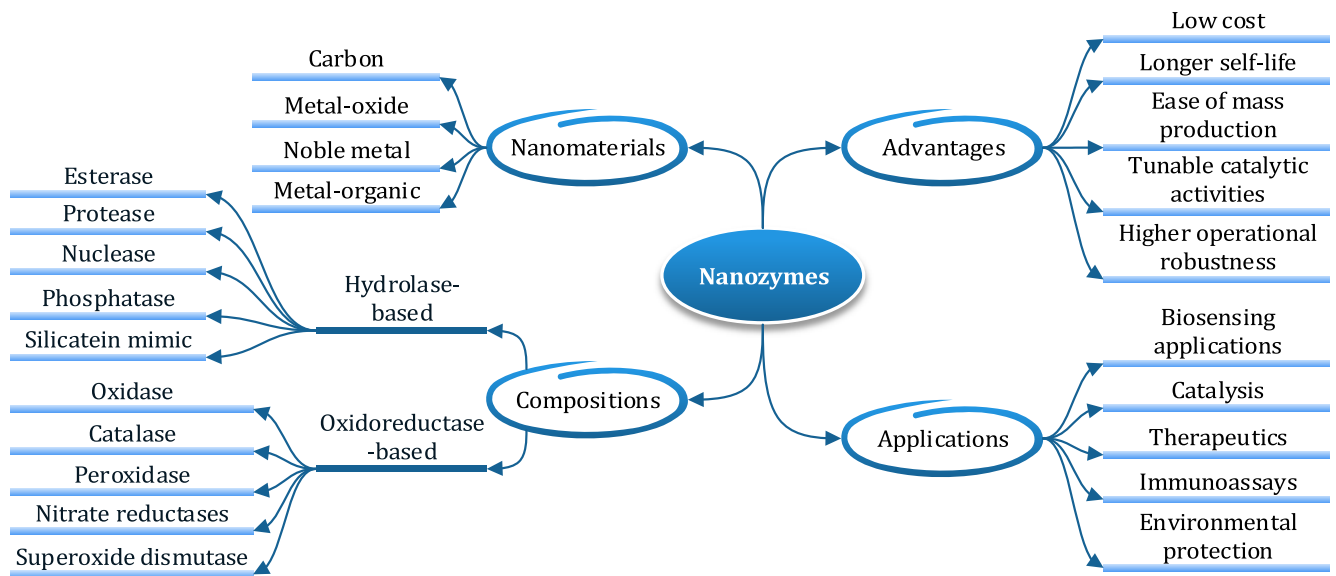 Nanozymes
Nanomaterials
Carbon
Metal-oxide
Noble metal
Metal-organic
Compositions
Hydrolase-
based
Esterase
Protease
Nuclease
Phosphatase
Silicatein mimic
Oxidoreductase
-based
Oxidase
Catalase
Peroxidase
Nitrate reductases
Superoxide dismutase
Advantages
Low cost
Longer self-life
Ease of mass
production
Tunable catalytic
activities
Higher operational
robustness
Applications
Biosensing
applications
Catalysis
Therapeutics
Immunoassays
Environmental
protection